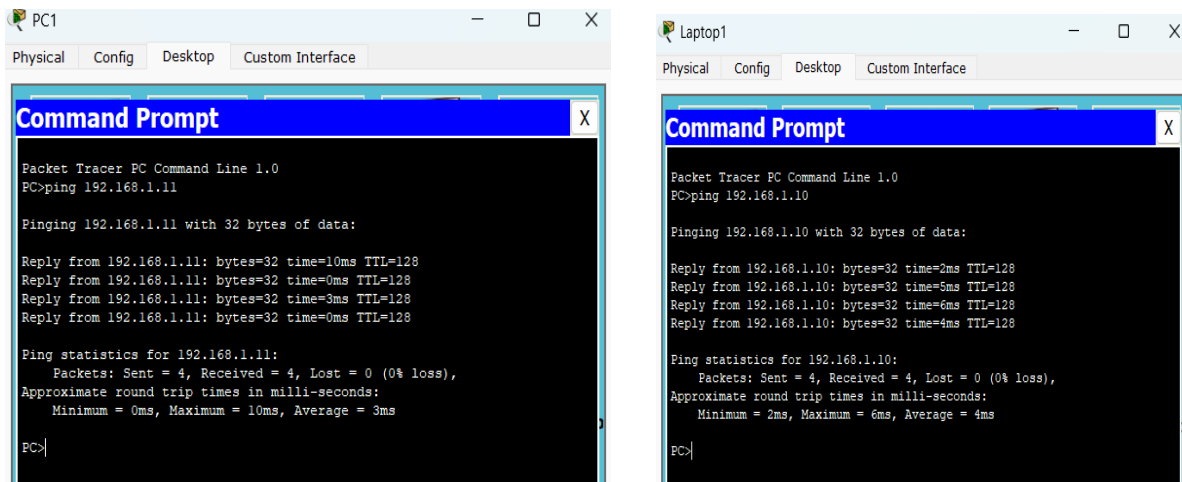 PC1
Physical Config Desktop Custom Interface
Command Prompt
X
Packet Tracer PC Command Line 1.0
PC>ping 192.168.1.11
Pinging 192.168.1.11 with 32 bytes of data:
Reply from 192.168.1.11: bytes=32 time=10ms TTL=128
Reply from 192.168.1.11: bytes=32 time=0ms TTL=128
Reply from 192.168.1.11: bytes=32 time=3ms TTL=128
Reply from 192.168.1.11: bytes=32 time=0ms TTL=128
Ping statistics for 192.168.1.11:
Packets: Sent = 4, Received = 4, Lost = 0 (0% loss),
Approximate round trip times in milli-seconds:
Minimum = 0ms, Maximum = 10ms, Average = 3ms
PC>
Laptop1
Physical Config Desktop Custom Interface
Command Prompt
X
Packet Tracer PC Command Line 1.0
PC>ping 192.168.1.10
Pinging 192.168.1.10 with 32 bytes of data:
Reply from 192.168.1.10: bytes=32 time=2ms TTL=128
Reply from 192.168.1.10: bytes=32 time=5ms TTL=128
Reply from 192.168.1.10: bytes=32 time=6ms TTL=128
Reply from 192.168.1.10: bytes=32 time=4ms TTL=128
Ping statistics for 192.168.1.10:
Packets: Sent = 4, Received = 4, Lost = 0 (0% loss),
Approximate round trip times in milli-seconds:
Minimum = 2ms, Maximum = 6ms, Average = 4ms
PC>